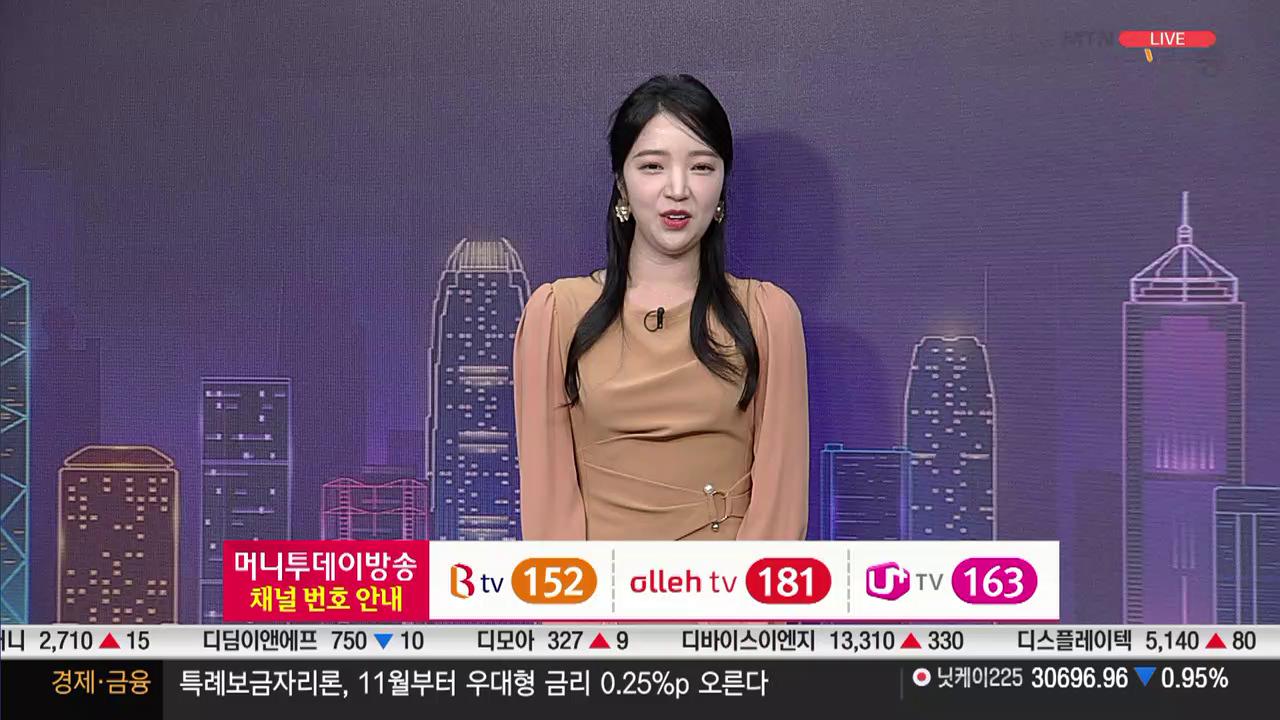 MTN
LIVE
머니투데이방송
채널 번호 안내
B tv 152
olleh tv 181
U+ TV 163
머니 2,710 ▲ 15 디딤이앤에프 750 ▼ 10 디모아 327 ▲ 9 디바이스이엔지 13,310 ▲ 330 디스플레이텍 5,140 ▲ 80
경제·금융
특례보금자리론, 11월부터 우대형 금리 0.25%p 오른다
닛케이225 30696.96 ▼ 0.95%